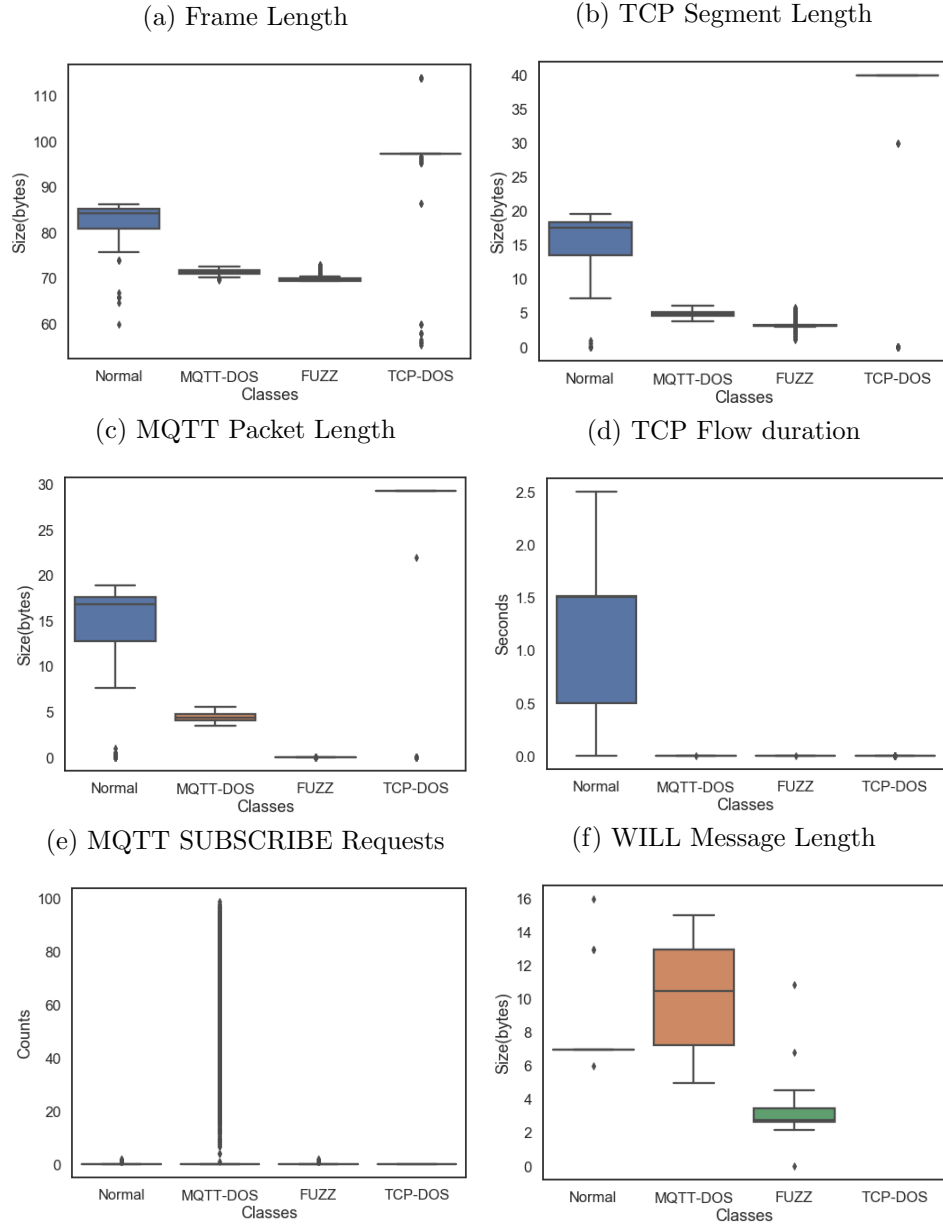 (a) Frame Length
(b) TCP Segment Length
110
100
90
80
70
60
Size(bytes)
Normal
MQTT-DOS
FUZZ
TCP-DOS
Classes
40
35
30
25
20
15
10
5
0
Size(bytes)
Normal
MQTT-DOS
FUZZ
TCP-DOS
Classes
(c) MQTT Packet Length
(d) TCP Flow duration
30
25
20
15
10
5
0
Size(bytes)
Normal
MQTT-DOS
FUZZ
TCP-DOS
Classes
2.5
2.0
1.5
1.0
0.5
0.0
Seconds
Normal
MQTT-DOS
FUZZ
TCP-DOS
Classes
(e) MQTT SUBSCRIBE Requests
(f) WILL Message Length
100
80
60
40
20
0
Counts
Normal
MQTT-DOS
FUZZ
TCP-DOS
Classes
16
14
12
10
8
6
4
2
0
Size(bytes)
Normal
MQTT-DOS
FUZZ
TCP-DOS
Classes